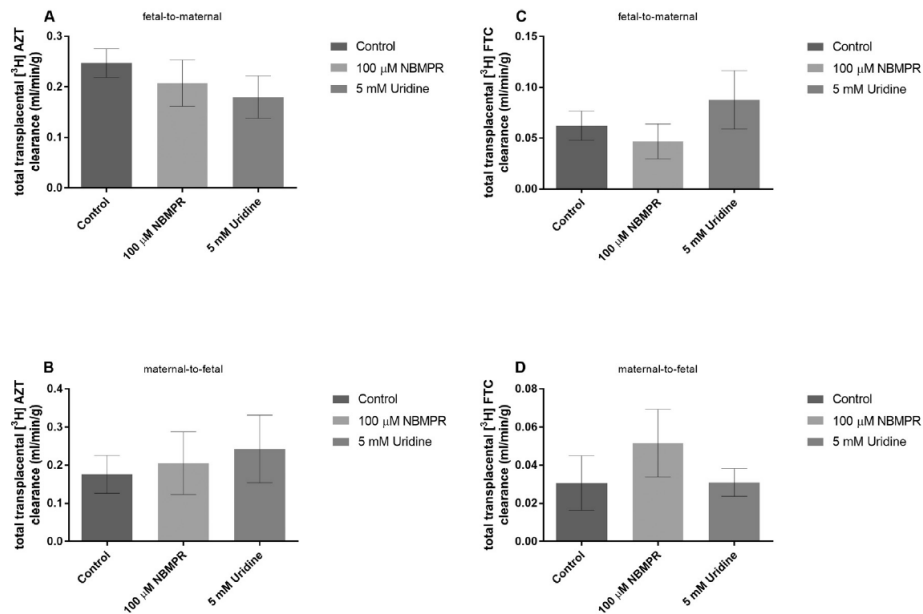 A
fetal-to-maternal
total transplacental [³H] AZT
clearance (ml/min/g)
0.3
0.2
0.1
0.0
Control
100 μM NBMPR
5 mM Uridine
Control
100 μM NBMPR
5 mM Uridine
C
fetal-to-maternal
total transplacental [³H] FTC
clearance (ml/min/g)
0.15
0.10
0.05
0.00
Control
100 μM NBMPR
5 mM Uridine
Control
100 μM NBMPR
5 mM Uridine
B
maternal-to-fetal
total transplacental [³H] AZT
clearance (ml/min/g)
0.4
0.3
0.2
0.1
0.0
Control
100 μM NBMPR
5 mM Uridine
Control
100 μM NBMPR
5 mM Uridine
D
maternal-to-fetal
total transplacental [³H] FTC
clearance (ml/min/g)
0.08
0.06
0.04
0.02
0.00
Control
100 μM NBMPR
5 mM Uridine
Control
100 μM NBMPR
5 mM Uridine